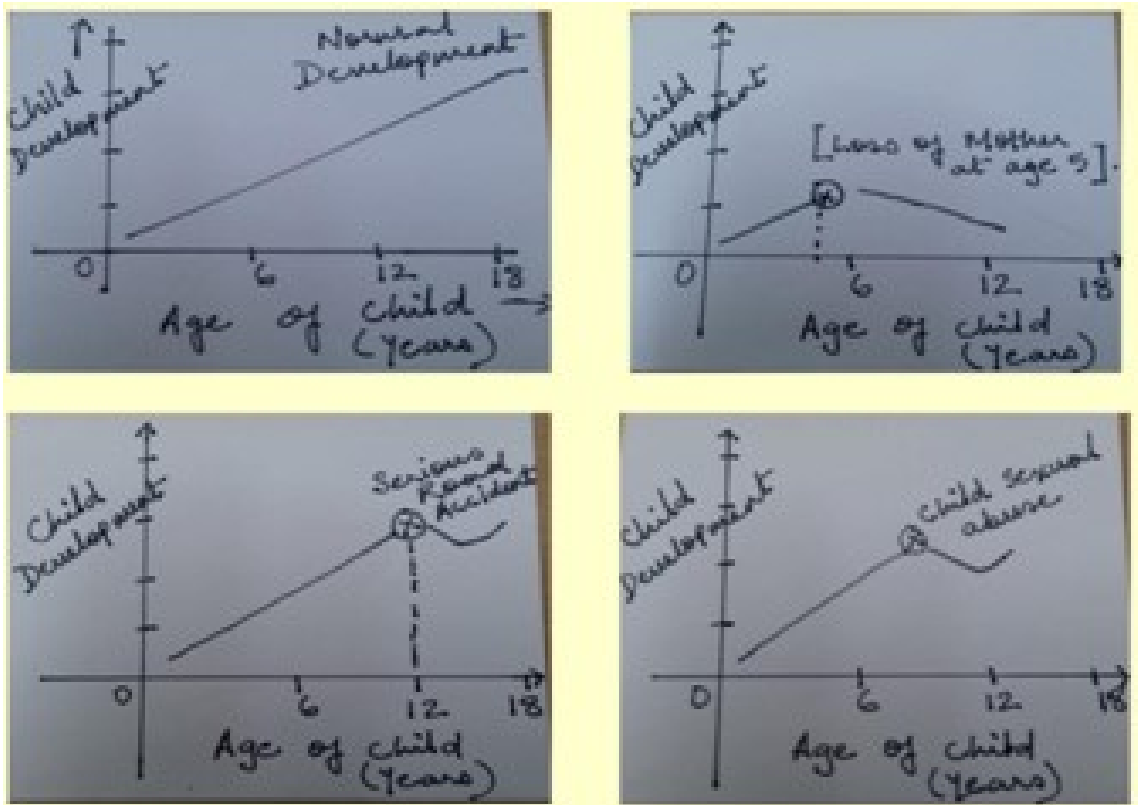 Child
Development
Normal
Development
0
6
12
18
Age of Child
(Years)
Child
Development
[Loss of Mother
at age 5].
0
6
12
18
Age of Child
(Years)
Child
Development
Serious
Road
Accident
0
6
12
18
Age of Child
(Years)
Child
Development
Child sexual
abuse
0
6
12
18
Age of Child
(Years)